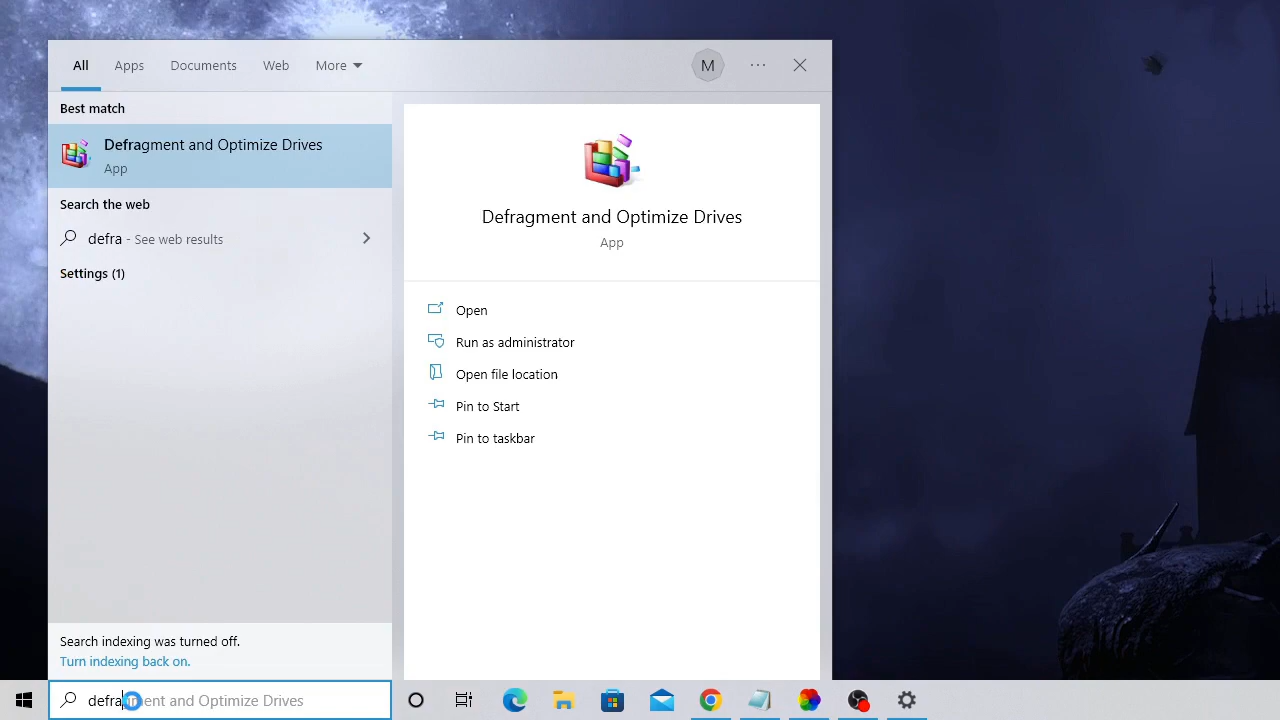 All Apps Documents Web More M ...
Best match
Defragment and Optimize Drives
App
Search the web
defra - See web results
Settings (1)
Defragment and Optimize Drives
App
Open
Run as administrator
Open file location
Pin to Start
Pin to taskbar
Search indexing was turned off.
Turn indexing back on.
defragment and Optimize Drives